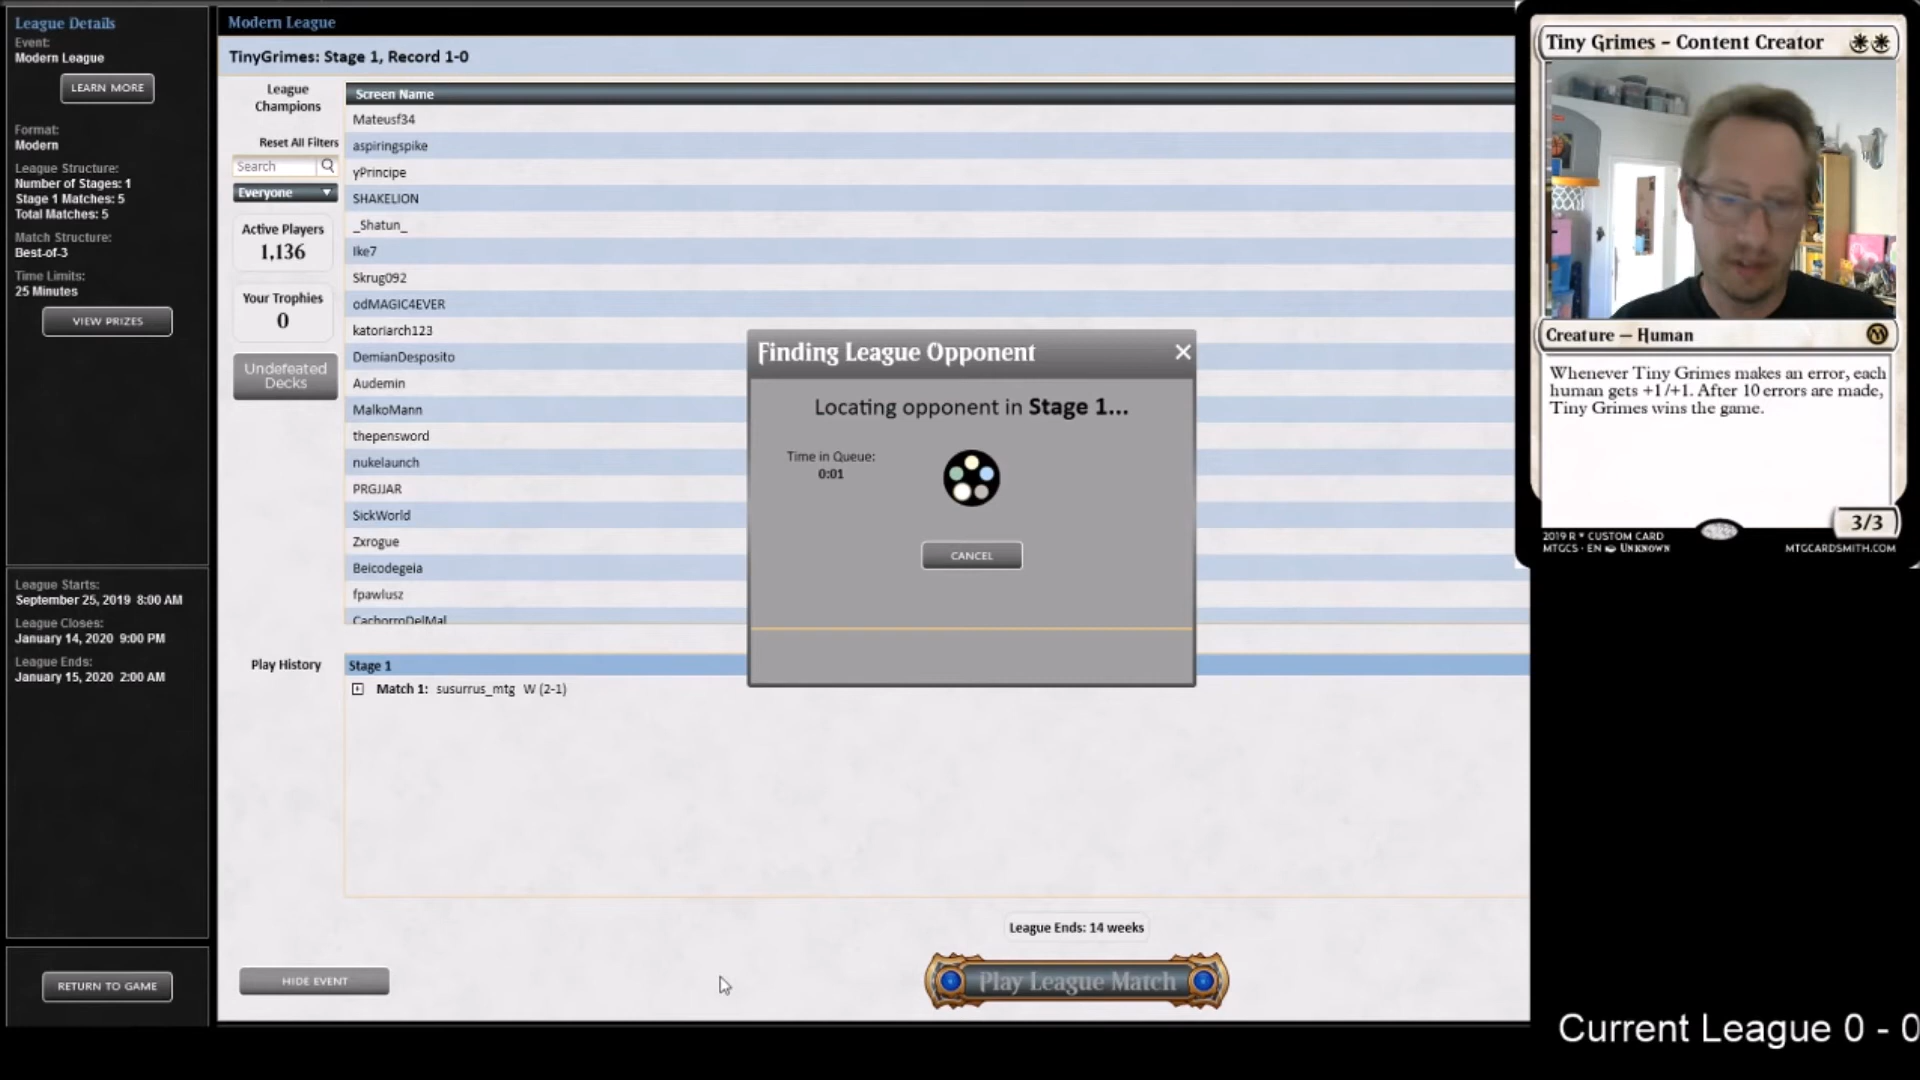 League Details
Event:
Modern League
LEARN MORE
Format:
Modern
League Structure:
Number of Stages: 1
Stage 1 Matches: 5
Total Matches: 5
Match Structure:
Best-of-3
Time Limits:
25 Minutes
VIEW PRIZES
League Starts:
September 25, 2019 8:00 AM
League Closes:
January 14, 2020 9:00 PM
League Ends:
January 15, 2020 2:00 AM
RETURN TO GAME
Modern League
TinyGrimes: Stage 1, Record 1-0
League
Champions
Reset All Filters
Search
Everyone
Active Players
1,136
Your Trophies
0
Undefeated
Decks
Screen Name
Mateusf34
aspiringspike
yPrincipe
SHAKELION
_Shatun_
Ike7
Skrug092
odMAGIC4EVER
katoriarch123
DemianDesposito
Audemin
MalkoMann
thepensword
nukelaunch
PRGJJAR
SickWorld
Zxrogue
Beicodegeia
fpawlusz
CachorroDelMal
Play History
Stage 1
Match 1: susurrus_mtg W (2-1)
Finding League Opponent
Locating opponent in Stage 1...
Time in Queue:
0:01
CANCEL
HIDE EVENT
League Ends: 14 weeks
Play League Match
Tiny Grimes - Content Creator
Creature — Human
Whenever Tiny Grimes makes an error, each
human gets +1/+1. After 10 errors are made,
Tiny Grimes wins the game.
3/3
2019 R * CUSTOM CARD
MTGCS · EN UNKNOWN
MTGCARDSMITH.COM
Current League 0 - 0